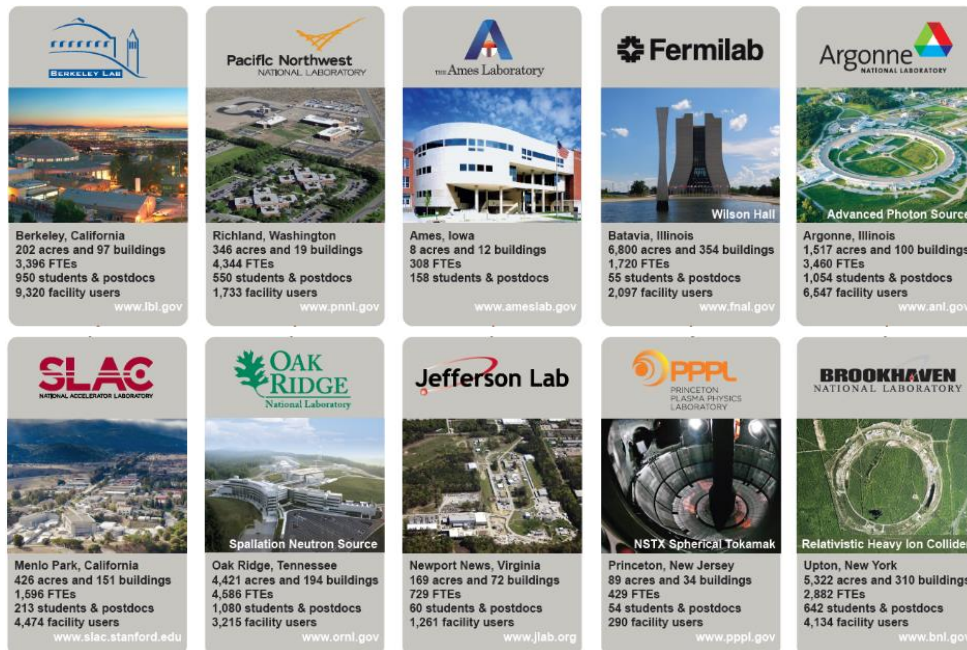 BERKELEY LAB
Berkeley, California
202 acres and 97 buildings
3,396 FTEs
950 students & postdocs
9,320 facility users
www.lbl.gov
Pacific Northwest
NATIONAL LABORATORY
Richland, Washington
346 acres and 19 buildings
4,344 FTEs
550 students & postdocs
1,733 facility users
www.pnnl.gov
THE Ames Laboratory
Ames, Iowa
8 acres and 12 buildings
308 FTEs
158 students & postdocs
www.ameslab.gov
Fermilab
Wilson Hall
Batavia, Illinois
6,800 acres and 354 buildings
1,720 FTEs
55 students & postdocs
2,097 facility users
www.fnal.gov
Argonne
NATIONAL LABORATORY
Advanced Photon Source
Argonne, Illinois
1,517 acres and 100 buildings
3,460 FTEs
1,054 students & postdocs
6,547 facility users
www.anl.gov
SLAC
NATIONAL ACCELERATOR LABORATORY
Menlo Park, California
426 acres and 151 buildings
1,596 FTEs
213 students & postdocs
4,474 facility users
www.slac.stanford.edu
OAK
RIDGE
National Laboratory
Spallation Neutron Source
Oak Ridge, Tennessee
4,421 acres and 194 buildings
4,586 FTEs
1,080 students & postdocs
3,215 facility users
www.ornl.gov
Jefferson Lab
Newport News, Virginia
169 acres and 72 buildings
729 FTEs
60 students & postdocs
1,261 facility users
www.jlab.org
PPPL
PRINCETON
PLASMA PHYSICS
LABORATORY
NSTX Spherical Tokamak
Princeton, New Jersey
89 acres and 34 buildings
429 FTEs
54 students & postdocs
290 facility users
www.pppl.gov
BROOKHAVEN
NATIONAL LABORATORY
Relativistic Heavy Ion Collider
Upton, New York
5,322 acres and 310 buildings
2,882 FTEs
642 students & postdocs
4,134 facility users
www.bnl.gov